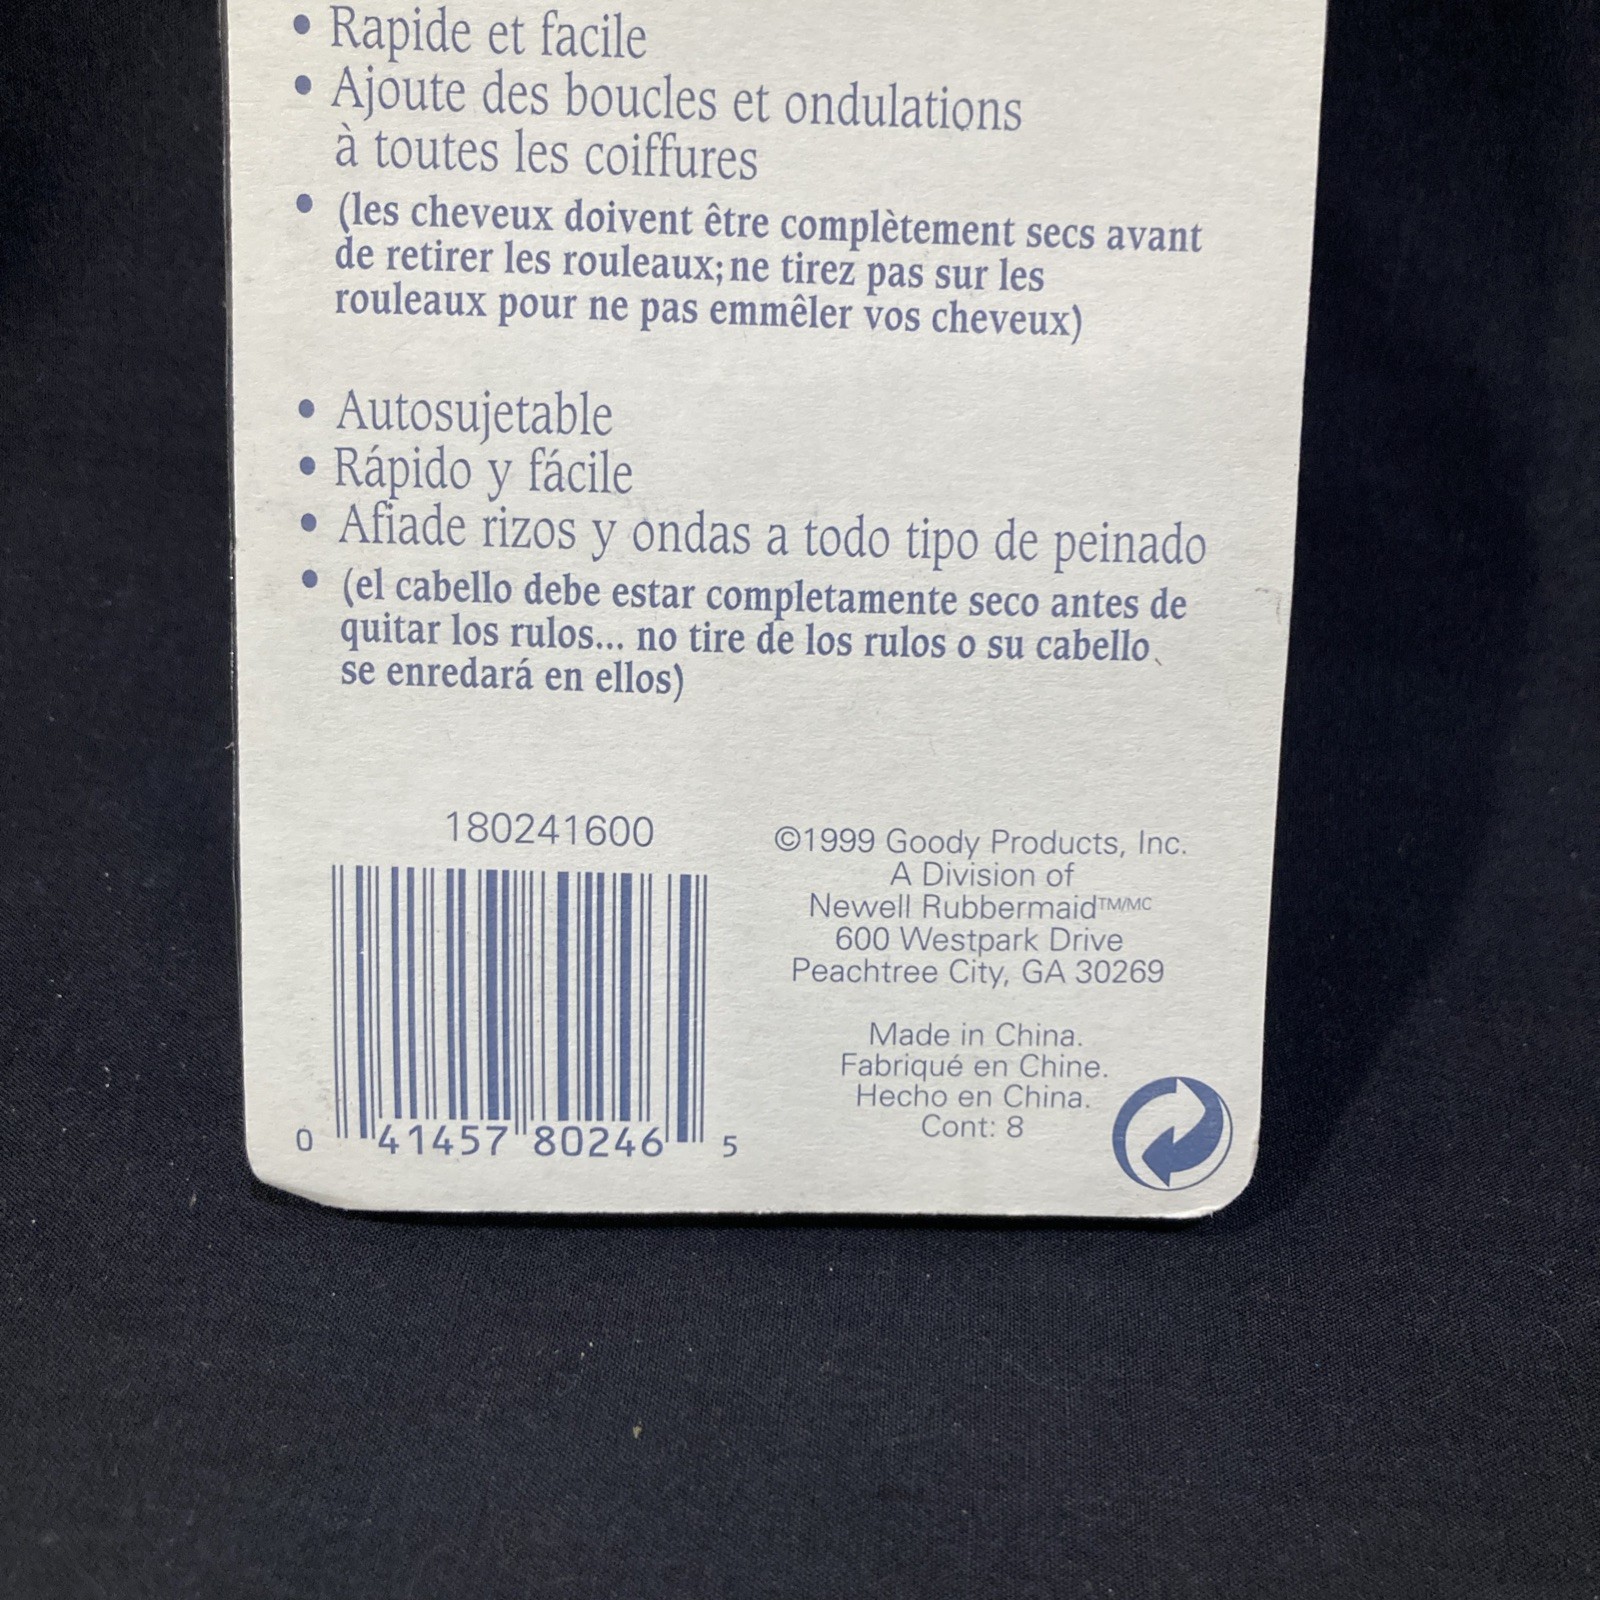 • Rapide et facile
• Ajoute des boucles et ondulations
à toutes les coiffures
• (les cheveux doivent être complètement secs avant
de retirer les rouleaux; ne tirez pas sur les
rouleaux pour ne pas emmêler vos cheveux)
• Autosujetable
• Rápido y fácile
• Afiade rizos y ondas a todo tipo de peinado
• (el cabello debe estar completamente seco antes de
quitar los rulos... no tire de los rulos o su cabello
se enredará en ellos)
180241600
0 41457 80246 5
©1999 Goody Products, Inc.
A Division of
Newell Rubbermaid™/MC
600 Westpark Drive
Peachtree City, GA 30269
Made in China.
Fabriqué en Chine.
Hecho en China.
Cont: 8